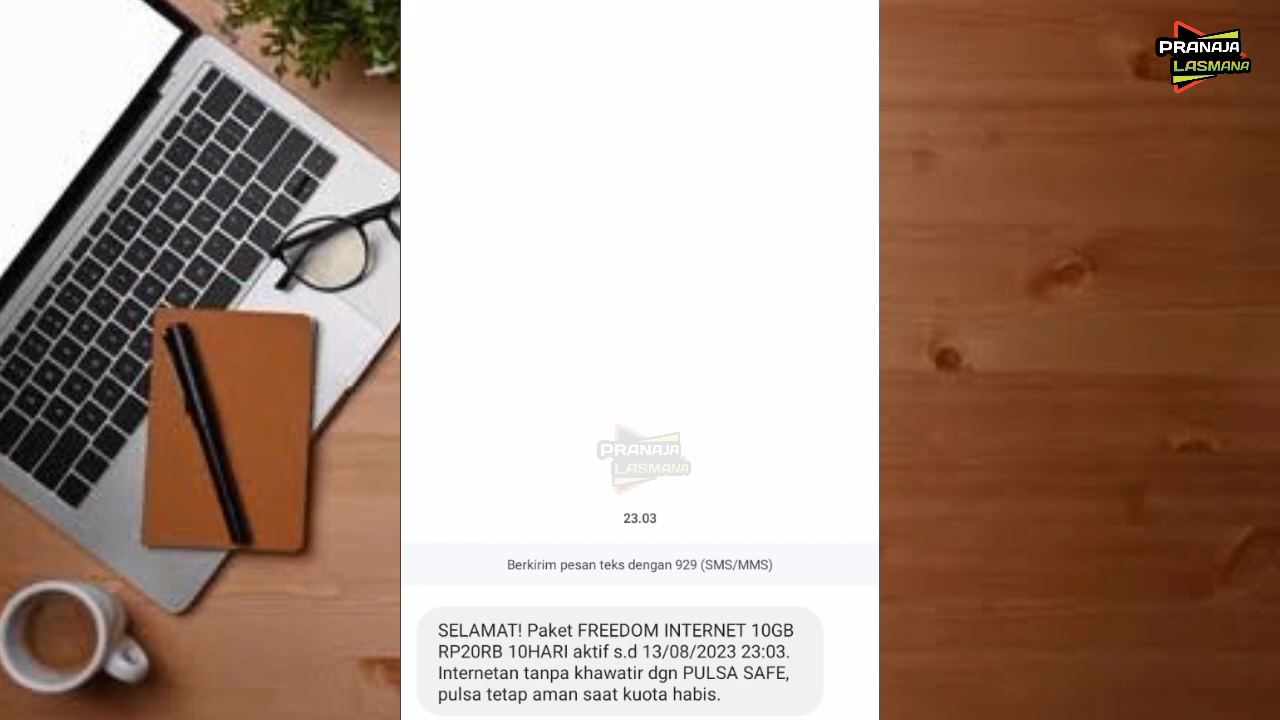 PRANAJA
LASMANA
PRANAJA
LASMANA
23.03
Berkirim pesan teks dengan 929 (SMS/MMS)
SELAMAT! Paket FREEDOM INTERNET 10GB
RP20RB 10HARI aktif s.d 13/08/2023 23:03.
Internetan tanpa khawatir dgn PULSA SAFE,
pulsa tetap aman saat kuota habis.